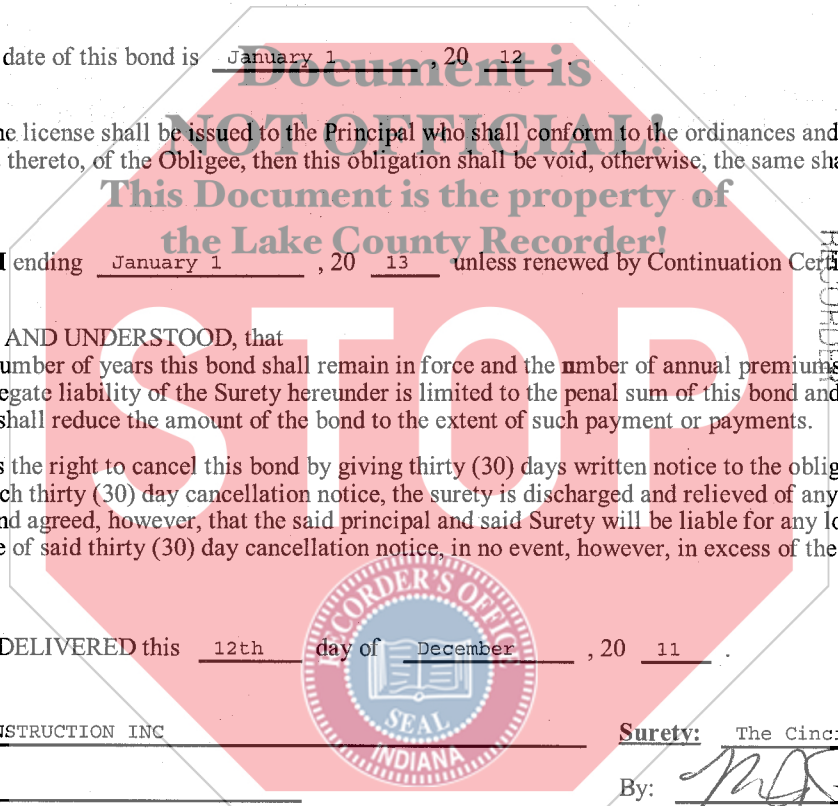 date of this bond is January 1, 20 12.
Document is
NOT OFFICIAL!
the license shall be issued to the Principal who shall conform to the ordinances and
thereto, of the Obligee, then this obligation shall be void, otherwise, the same sha
This Document is the property of
the Lake County Recorder!
ending January 1, 20 13 unless renewed by Continuation Certi
RECORDER
STOP
AND UNDERSTOOD, that
umber of years this bond shall remain in force and the umber of annual premiums
egate liability of the Surety hereunder is limited to the penal sum of this bond and
shall reduce the amount of the bond to the extent of such payment or payments.
s the right to cancel this bond by giving thirty (30) days written notice to the oblig
ch thirty (30) day cancellation notice, the surety is discharged and relieved of any
nd agreed, however, that the said principal and said Surety will be liable for any lo
e of said thirty (30) day cancellation notice, in no event, however, in excess of the
RECORDER'S OFFICE
SEAL
INDIANA
DELIVERED this 12th day of December, 20 11.
NSTRUCTION INC
Surety: The Cinc
By: